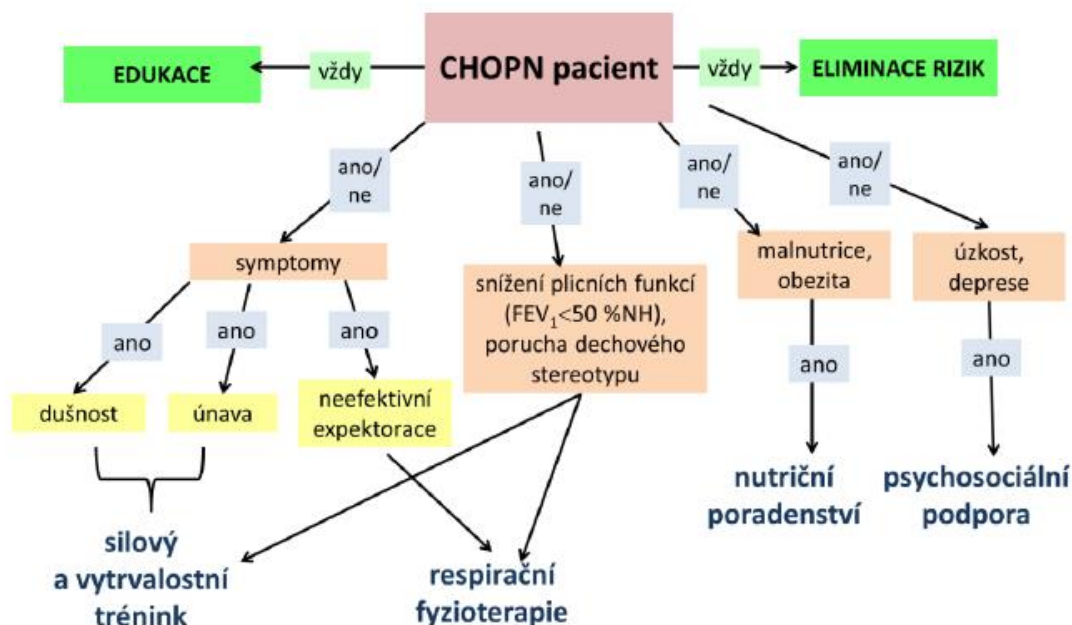 EDUKACE
vždy
CHOPN pacient
vždy
ELIMINACE RIZIK
ano/
ne
ano/
ne
ano/
ne
ano/
ne
symptomy
snížení plicních funkcí
(FEV₁<50 %NH),
porucha dechového
stereotypu
malnutrice,
obezita
úzkost,
deprese
ano
ano
ano
ano
ano
dušnost
únava
neefektivní
expektorace
silový
a vytrvalostní
trénink
respirační
fyzioterapie
nutriční
poradenství
psychosociální
podpora